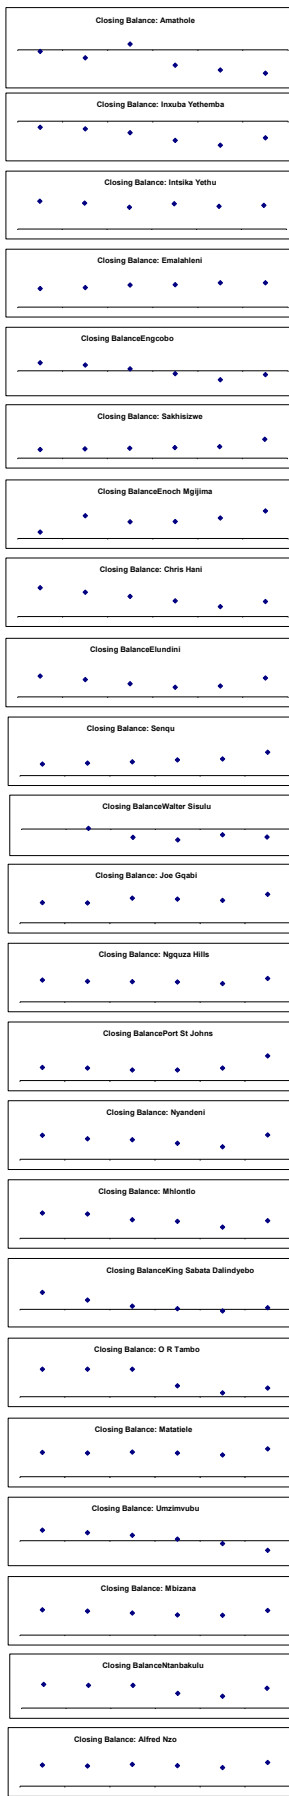 Closing Balance: Amathole
Closing Balance: Inxuba Yethemba
Closing Balance: Intsika Yethu
Closing Balance: Emalahleni
Closing BalanceEngcobo
Closing Balance: Sakhisizwe
Closing BalanceEnoch Mgijima
Closing Balance: Chris Hani
Closing BalanceElundini
Closing Balance: Senqu
Closing BalanceWalter Sisulu
Closing Balance: Joe Gqabi
Closing Balance: Ngquza Hills
Closing BalancePort St Johns
Closing Balance: Nyandeni
Closing Balance: Mhlontlo
Closing BalanceKing Sabata Dalindyebo
Closing Balance: O R Tambo
Closing Balance: Matatiele
Closing Balance: Umzimvubu
Closing Balance: Mbizana
Closing BalanceNtanbakulu
Closing Balance: Alfred Nzo